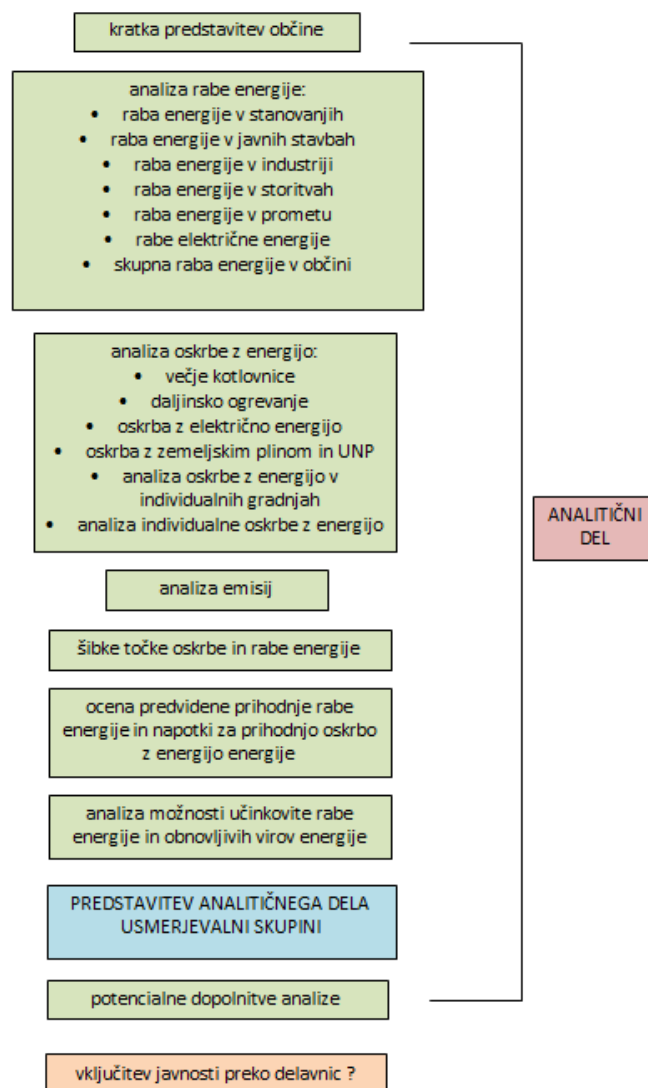 kratka predstavitev občine
analiza rabe energije:
• raba energije v stanovanjih
• raba energije v javnih stavbah
• raba energije v industriji
• raba energije v storitvah
• raba energije v prometu
• rabe električne energije
• skupna raba energije v občini
analiza oskrbe z energijo:
• večje kotlovnice
• daljinsko ogrevanje
• oskrba z električno energijo
• oskrba z zemeljskim plinom in UNP
• analiza oskrbe z energijo v
individualnih gradnjah
• analiza individualne oskrbe z energijo
ANALITIČNI
DEL
analiza emisij
šibke točke oskrbe in rabe energije
ocena predvidene prihodnje rabe
energije in napotki za prihodnjo oskrbo
z energijo energije
analiza možnosti učinkovite rabe
energije in obnovljivih virov energije
PREDSTAVITEV ANALITIČNEGA DELA
USMERJEVALNI SKUPINI
potencialne dopolnitve analize
vključitev javnosti preko delavnic ?